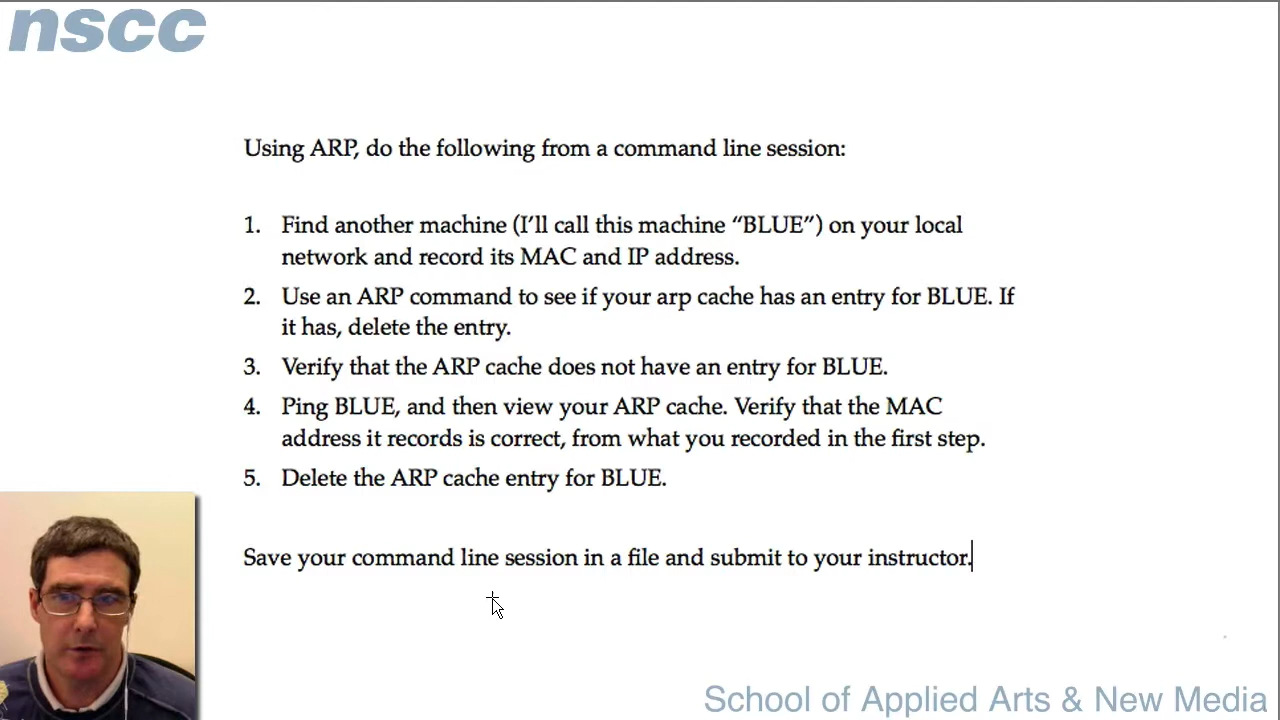 nscc
Using ARP, do the following from a command line session:
1. Find another machine (I'll call this machine “BLUE”) on your local
network and record its MAC and IP address.
2. Use an ARP command to see if your arp cache has an entry for BLUE. If
it has, delete the entry.
3. Verify that the ARP cache does not have an entry for BLUE.
4. Ping BLUE, and then view your ARP cache. Verify that the MAC
address it records is correct, from what you recorded in the first step.
5. Delete the ARP cache entry for BLUE.
Save your command line session in a file and submit to your instructor.
School of Applied Arts & New Media